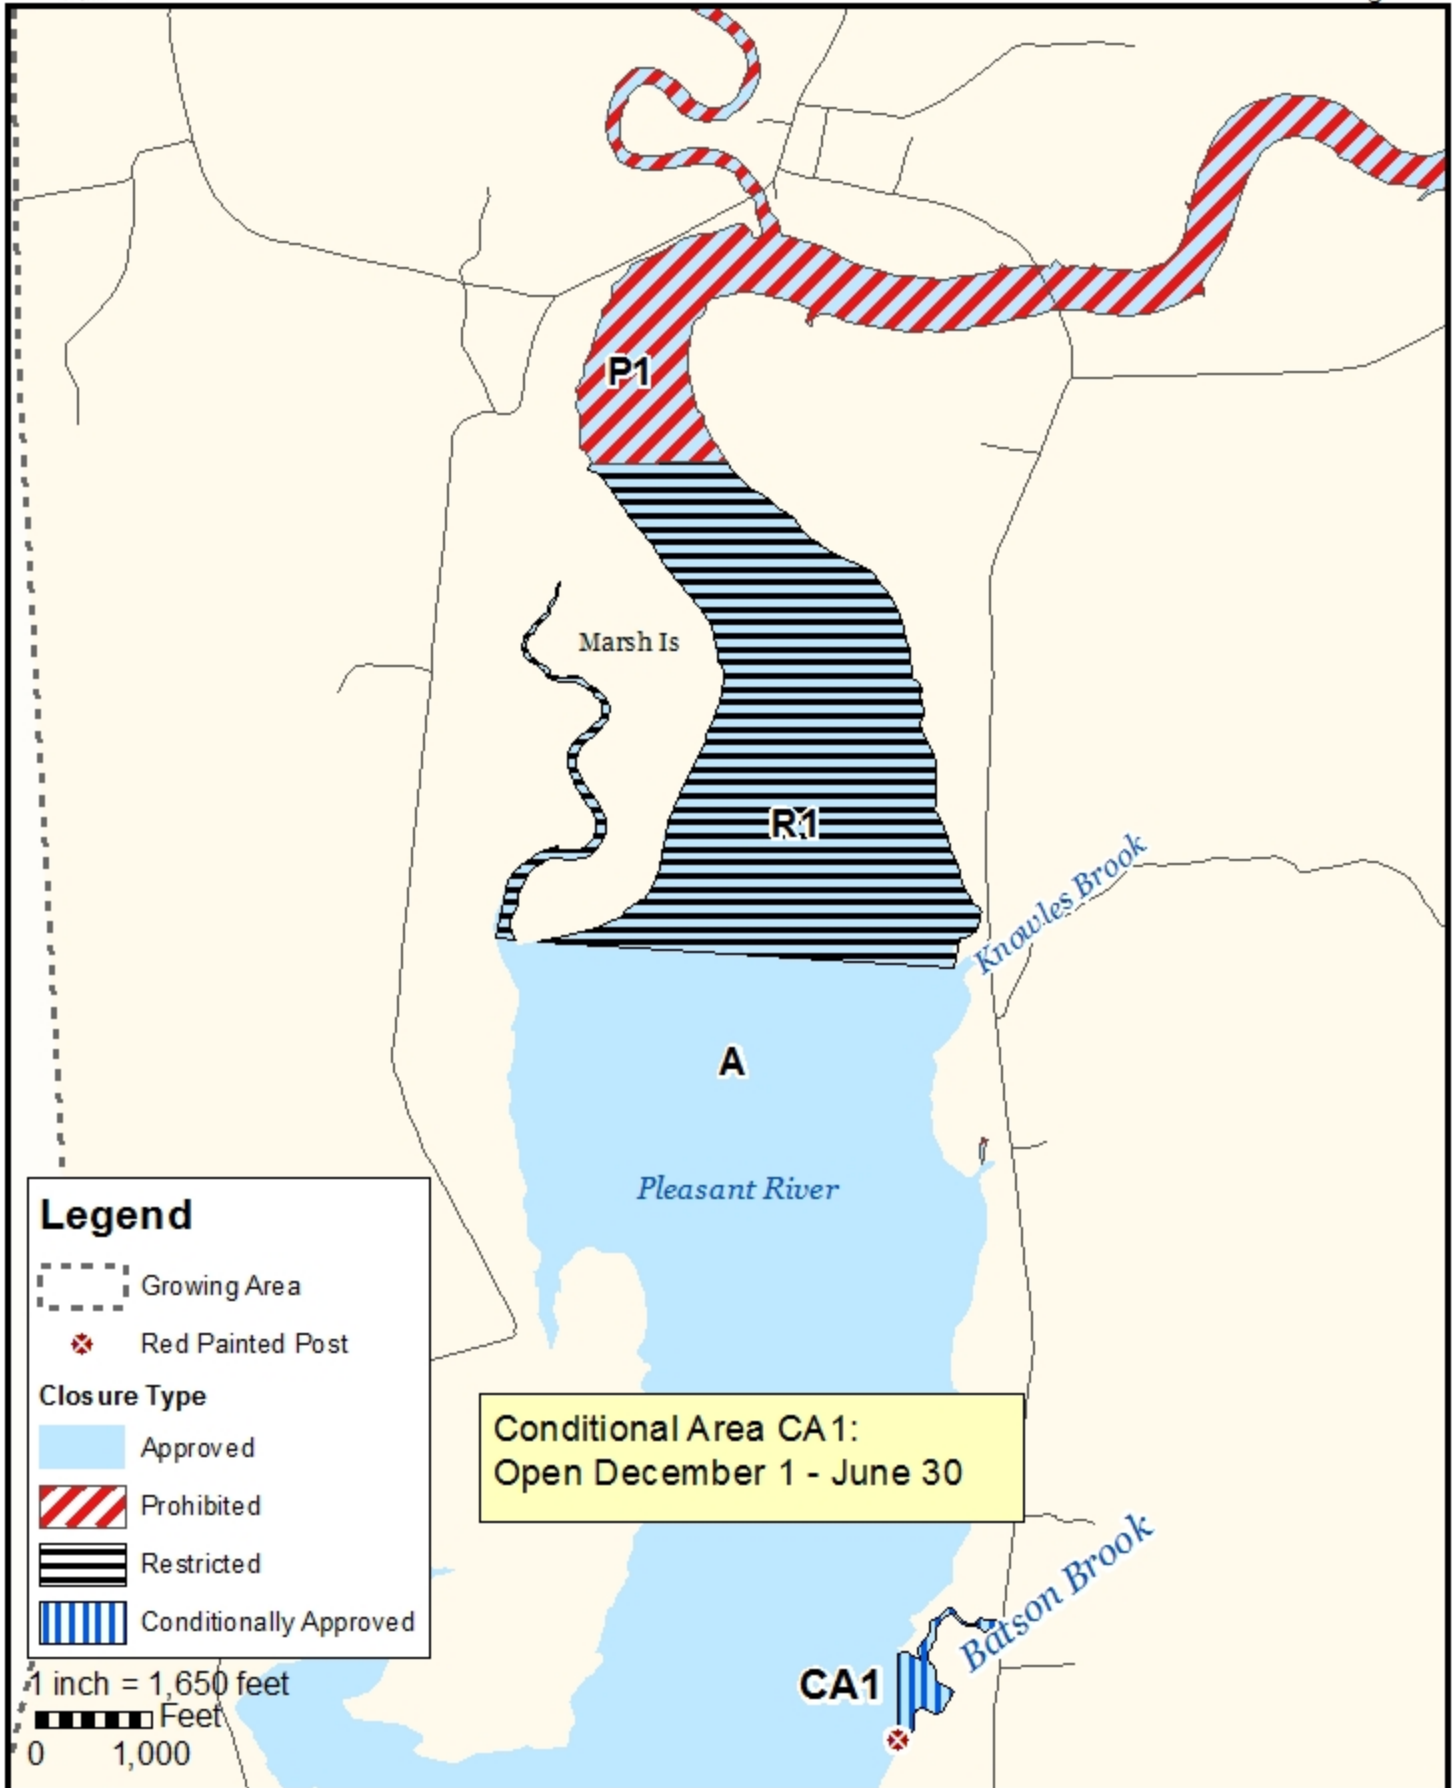 P1
Marsh Is
R1
Knowles Brook
A
Pleasant River
Legend
Growing Area
Red Painted Post
Closure Type
Approved
Prohibited
Restricted
Conditionally Approved
Conditional Area CA1:
Open December 1 - June 30
Batson Brook
CA1
1 inch = 1,650 feet
Feet
0 1,000